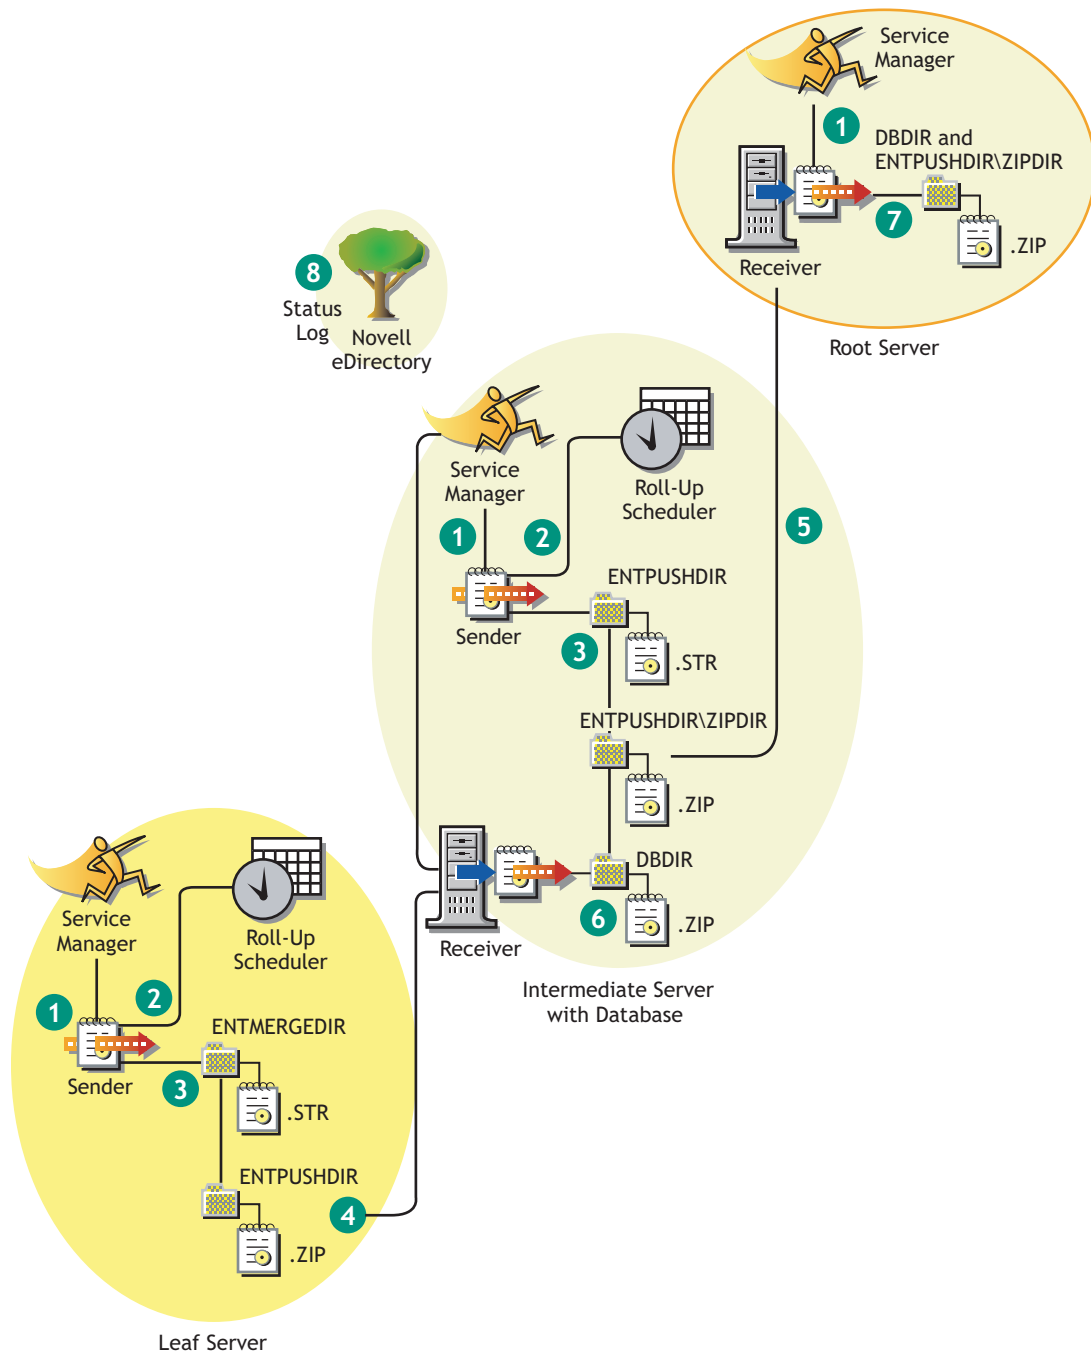 Service
Manager
1
DBDIR and
ENTPUSHDIR\ZIPDIR
7
.ZIP
Receiver
Root Server
8
Status
Log
Novell
eDirectory
Service
Manager
Roll-Up
Scheduler
1
2
5
ENTPUSHDIR
Sender
3
.STR
ENTPUSHDIR\ZIPDIR
.ZIP
DBDIR
6
.ZIP
Receiver
Intermediate Server
with Database
Service
Manager
Roll-Up
Scheduler
1
2
ENTMERGEDIR
Sender
3
.STR
ENTPUSHDIR
4
.ZIP
Leaf Server